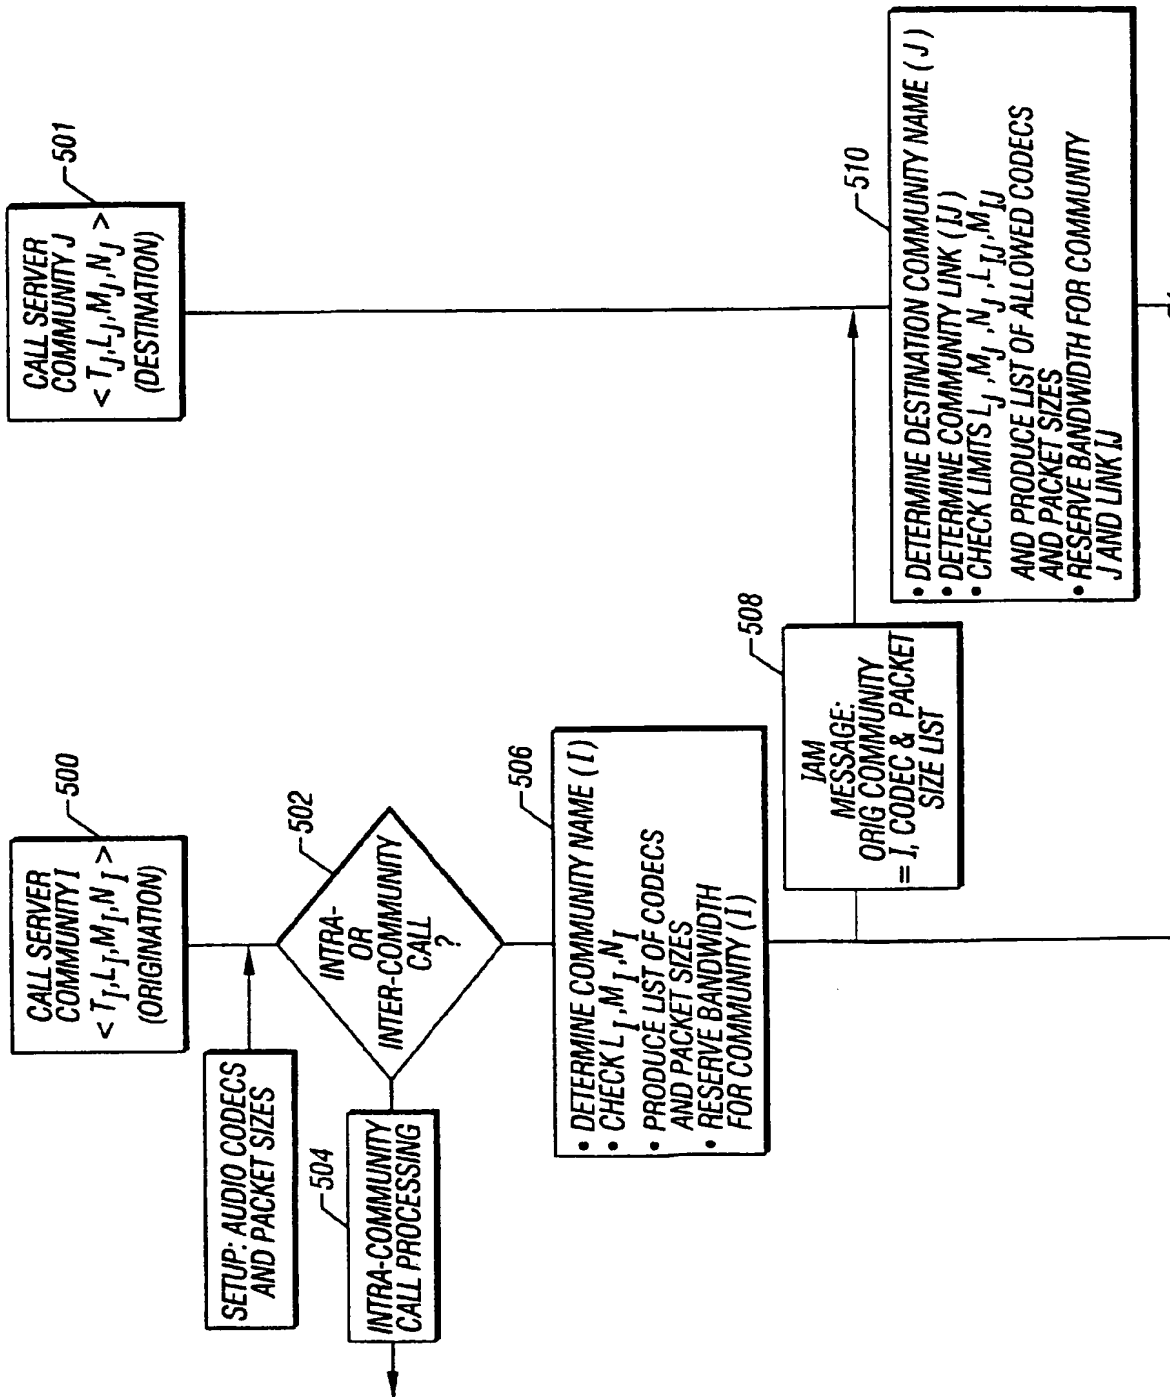 CALL SERVER
COMMUNITY I
< T_I, L_I, M_I, N_I >
(ORIGINATION)
500
CALL SERVER
COMMUNITY J
< T_J, L_J, M_J, N_J >
(DESTINATION)
501
SETUP: AUDIO CODECS
AND PACKET SIZES
INTRA-
OR
INTER-COMMUNITY
CALL
?
502
INTRA-COMMUNITY
CALL PROCESSING
504
• DETERMINE COMMUNITY NAME (I)
• CHECK L_I, M_I, N_I
• PRODUCE LIST OF CODECS
AND PACKET SIZES
• RESERVE BANDWIDTH
FOR COMMUNITY (I)
506
IAM
MESSAGE:
ORIG COMMUNITY
= I, CODEC & PACKET
SIZE LIST
508
• DETERMINE DESTINATION COMMUNITY NAME (J)
• DETERMINE COMMUNITY LINK (IJ)
• CHECK LIMITS L_J, M_J, N_J, L_IJ, M_IJ
AND PRODUCE LIST OF ALLOWED CODECS
AND PACKET SIZES
• RESERVE BANDWIDTH FOR COMMUNITY
J AND LINK IJ
510